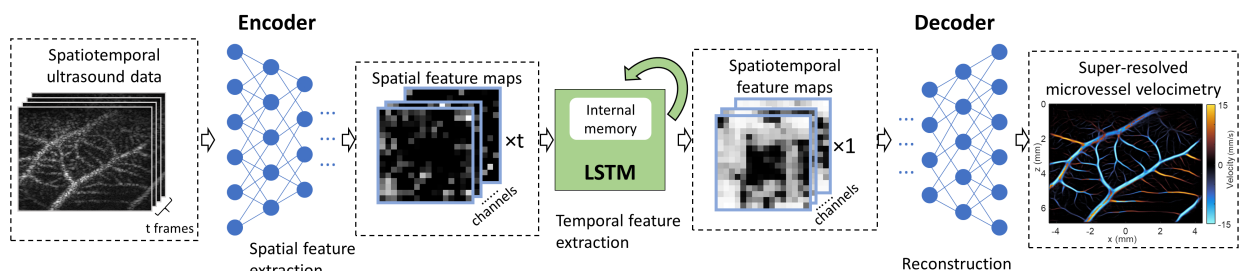 Encoder
Decoder
Spatiotemporal
ultrasound data
t frames
Spatial feature
extraction
Spatial feature maps
×t
......
channels
Internal
memory
LSTM
Temporal feature
extraction
Spatiotemporal
feature maps
×1
......
channels
Reconstruction
Super-resolved
microvessel velocimetry
0
2
4
6
z (mm)
-4
-2
0
2
4
x (mm)
15
-15
Velocity (mm/s)